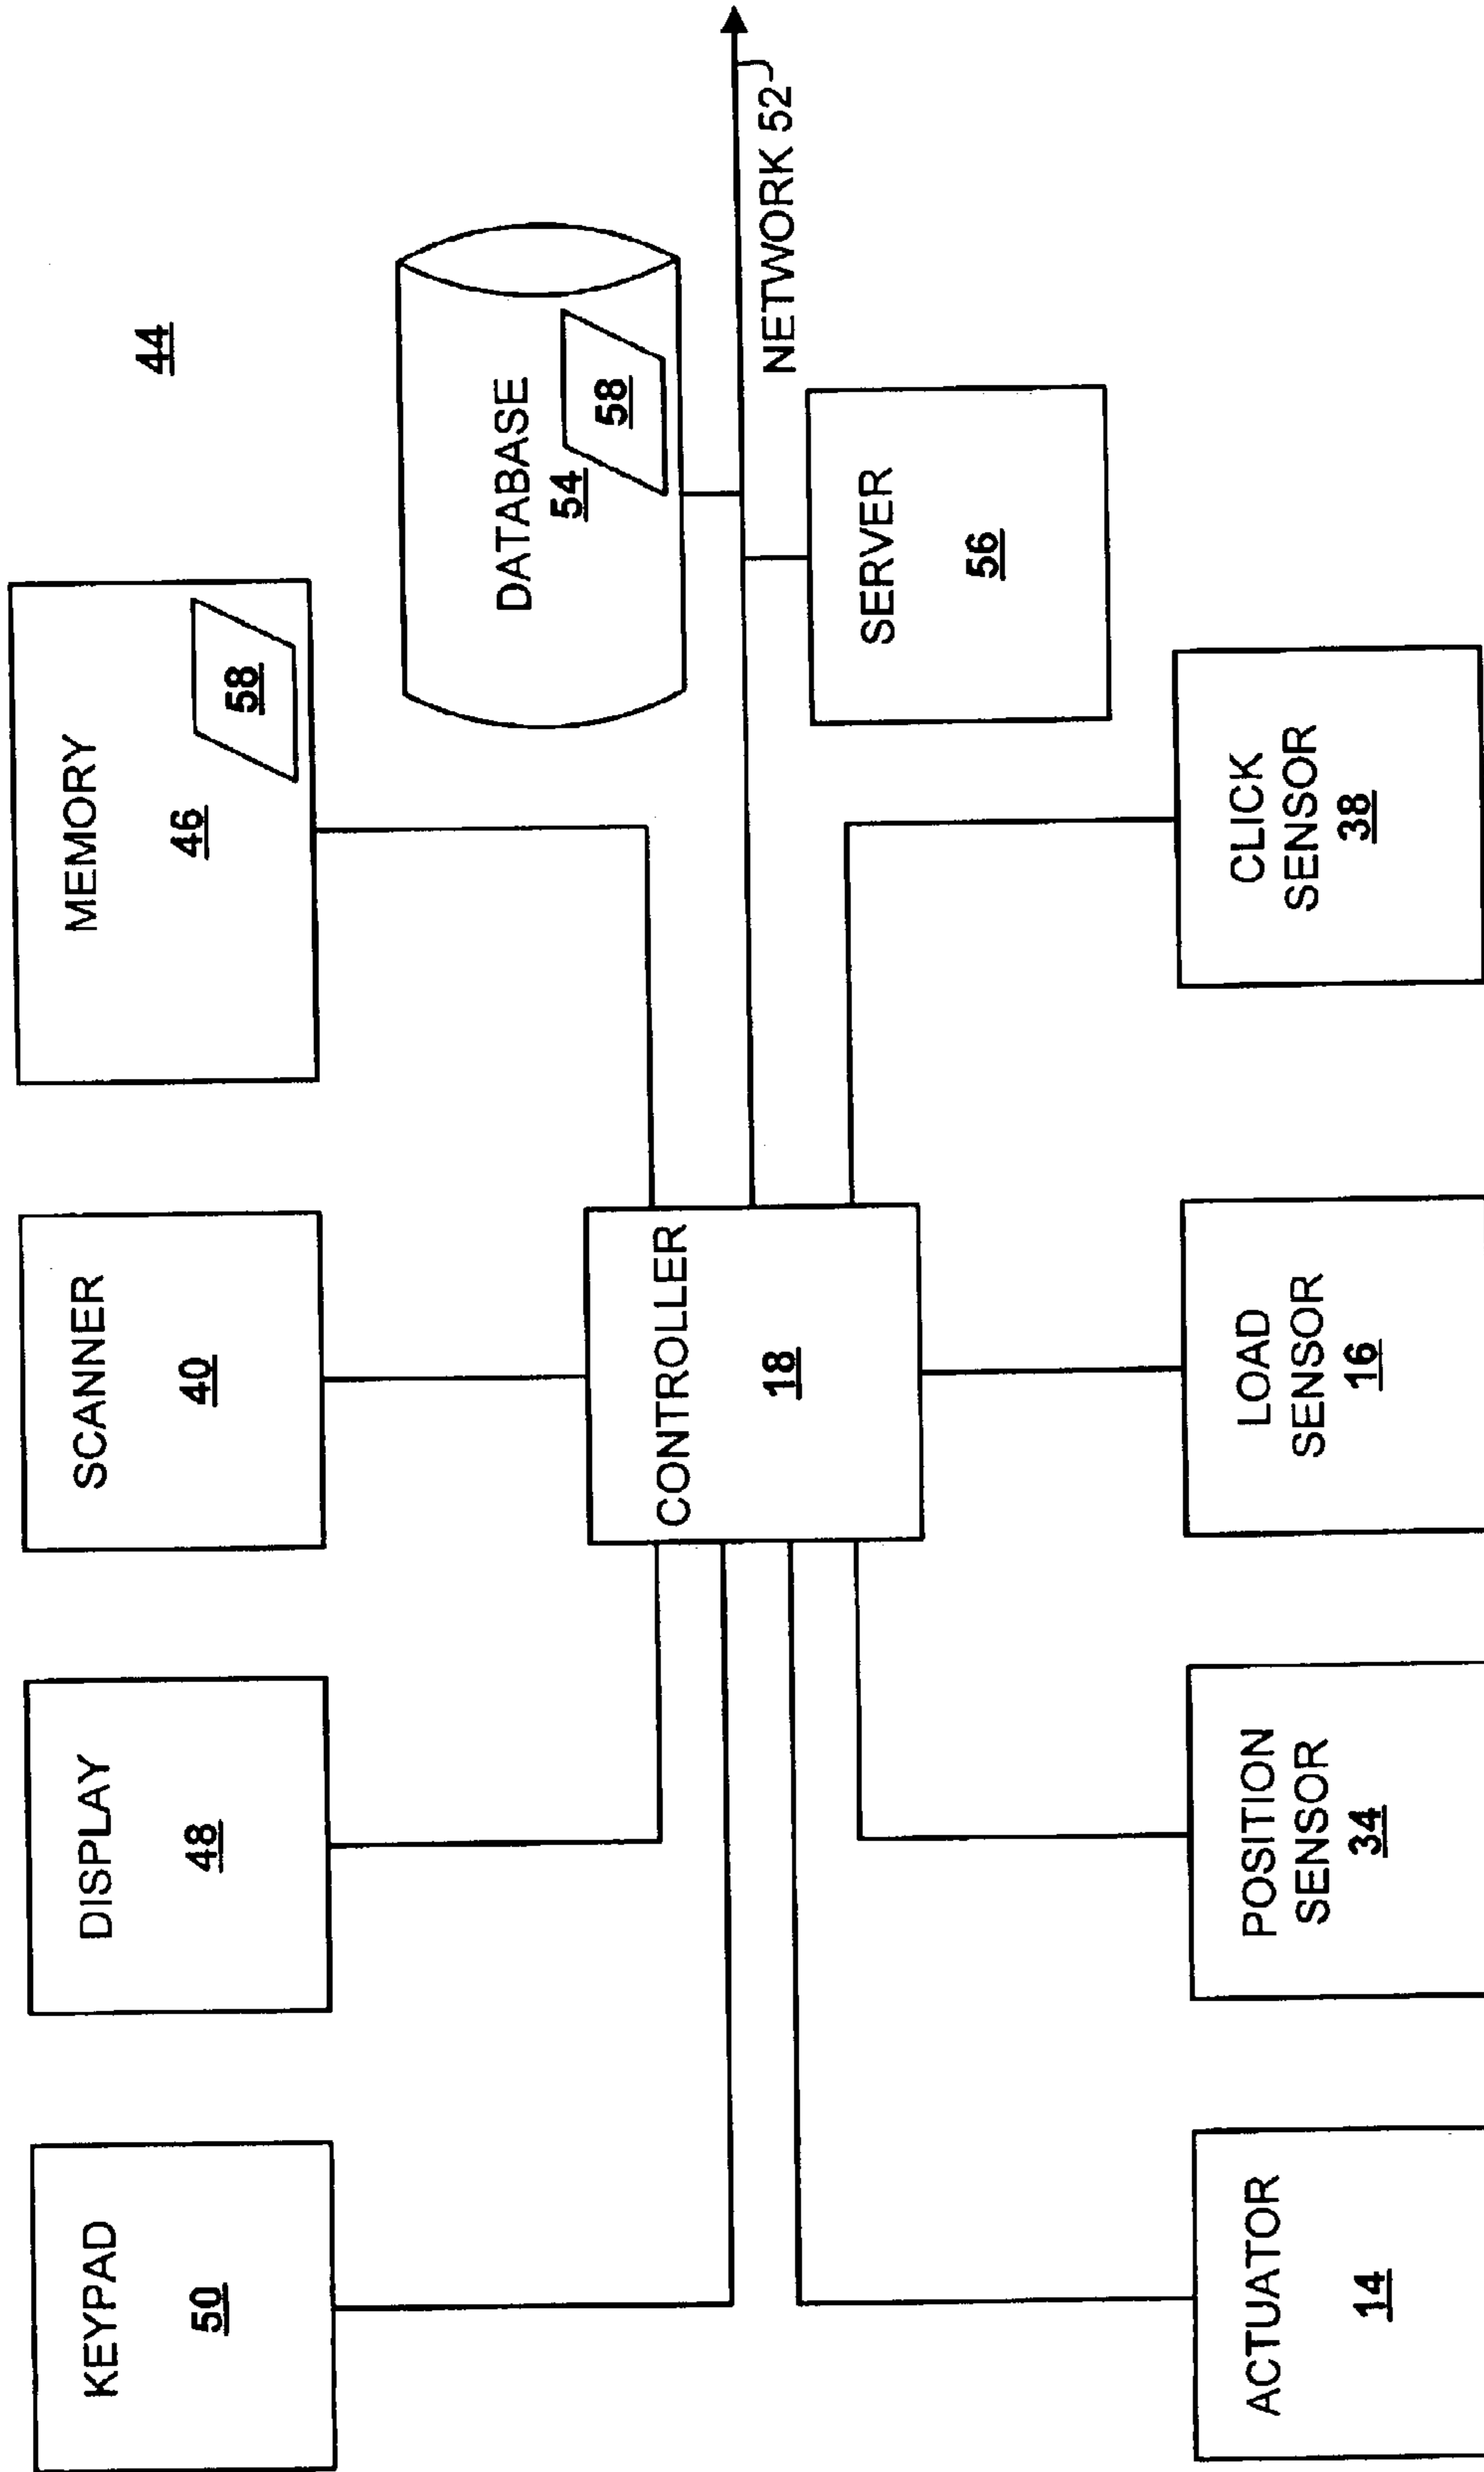 44
KEYPAD
50
DISPLAY
48
SCANNER
40
MEMORY
46
58
DATABASE
54
58
CONTROLLER
18
NETWORK 52
SERVER
56
ACTUATOR
14
POSITION
SENSOR
34
LOAD
SENSOR
16
CLICK
SENSOR
38